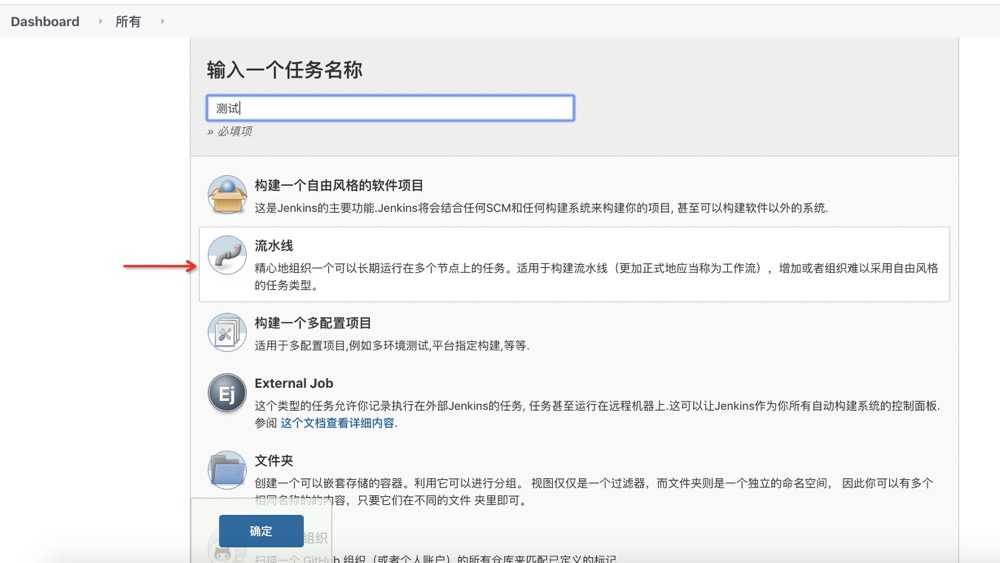 Dashboard 所有
输入一个任务名称
测试
» 必填项
构建一个自由风格的软件项目
这是Jenkins的主要功能.Jenkins将会结合任何SCM和任何构建系统来构建你的项目, 甚至可以构建软件以外的系统.
流水线
精心地组织一个可以长期运行在多个节点上的任务。适用于构建流水线（更加正式地应当称为工作流），增加或者组织难以采用自由风格
的任务类型。
构建一个多配置项目
适用于多配置项目,例如多环境测试,平台指定构建,等等.
Ej
External Job
这个类型的任务允许你记录执行在外部Jenkins的任务, 任务甚至运行在远程机器上.这可以让Jenkins作为你所有自动构建系统的控制面板.
参阅 这个文档查看详细内容.
文件夹
创建一个可以嵌套存储的容器。利用它可以进行分组。 视图仅仅是一个过滤器，而文件夹则是一个独立的命名空间， 因此你可以有多个
相同名称的的内容，只要它们在不同的文件 夹里即可。
确定
组织
扫描一个 GitHub 组织（或者个人账户）的所有仓库来匹配已定义的标记.